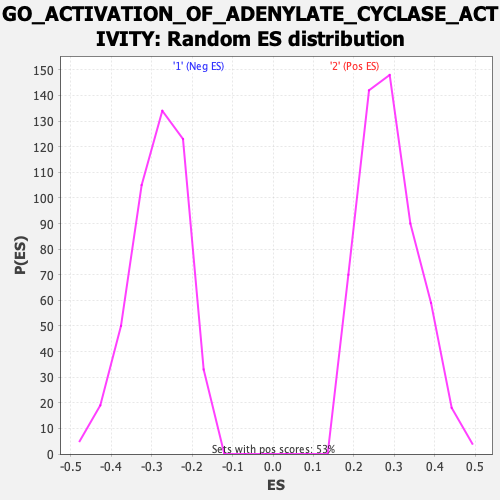 GO_ACTIVATION_OF_ADENYLATE_CYCLASE_ACT
IVITY: Random ES distribution
'1' (Neg ES) '2' (Pos ES)
150
140
130
120
110
100
90
80
70
60
50
40
30
20
10
0
P(ES)
Sets with pos scores: 53%
-0.5 -0.4 -0.3 -0.2 -0.1 0.0 0.1 0.2 0.3 0.4 0.5
ES